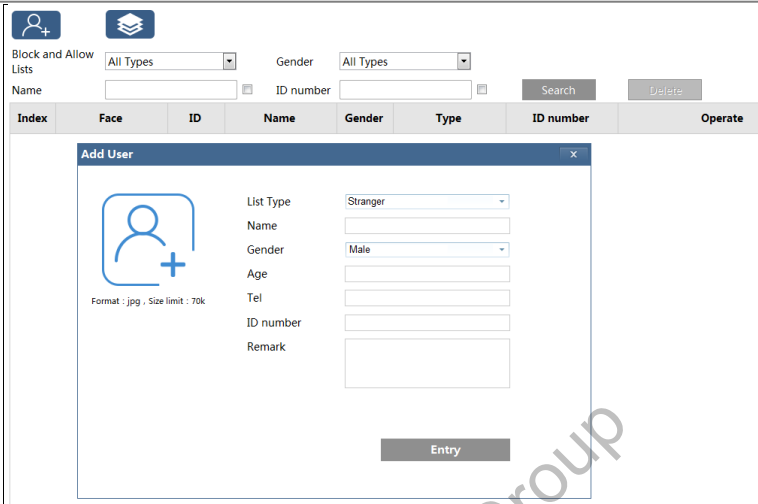 Block and Allow Lists All Types Gender All Types
Name ID number Search Delete
Index Face ID Name Gender Type ID number Operate
Add User x
List Type Stranger
Name
Gender Male
Age
Format : jpg , Size limit : 70k
Tel
ID number
Remark
Entry
roup